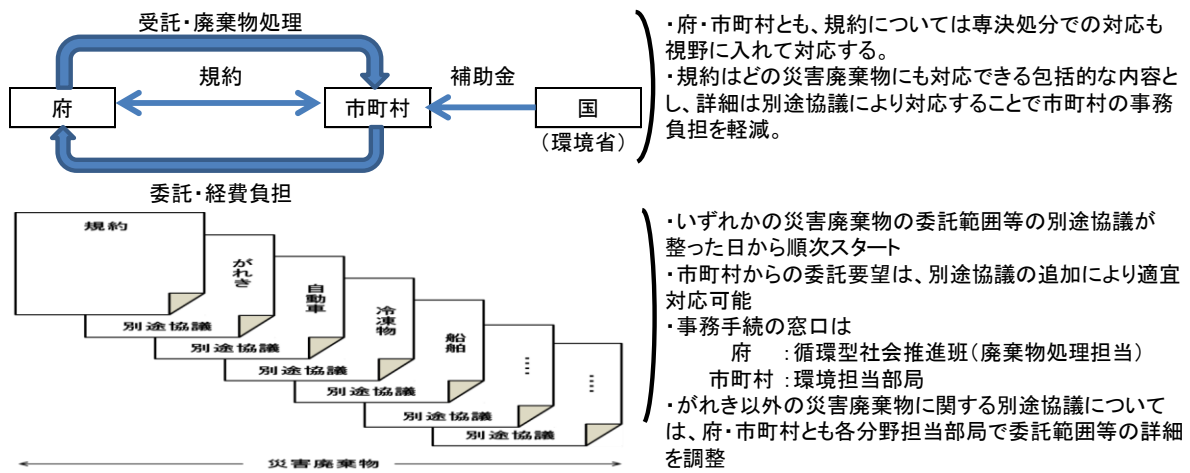 受託・廃棄物処理
規約
補助金
府
市町村
国
(環境省)
委託・経費負担
・府・市町村とも、規約については専決処分での対応も
視野に入れて対応する。
・規約はどの災害廃棄物にも対応できる包括的な内容と
し、詳細は別途協議により対応することで市町村の事務
負担を軽減。
規約
がれき
別途協議
自動車
別途協議
冷凍物
別途協議
船舶
別途協議
…
別途協議
…
別途協議
災害廃棄物
・いずれかの災害廃棄物の委託範囲等の別途協議が
整った日から順次スタート
・市町村からの委託要望は、別途協議の追加により適宜
対応可能
・事務手続の窓口は
府 :循環型社会推進班(廃棄物処理担当)
市町村 :環境担当部局
・がれき以外の災害廃棄物に関する別途協議について
は、府・市町村とも各分野担当部局で委託範囲等の詳細
を調整